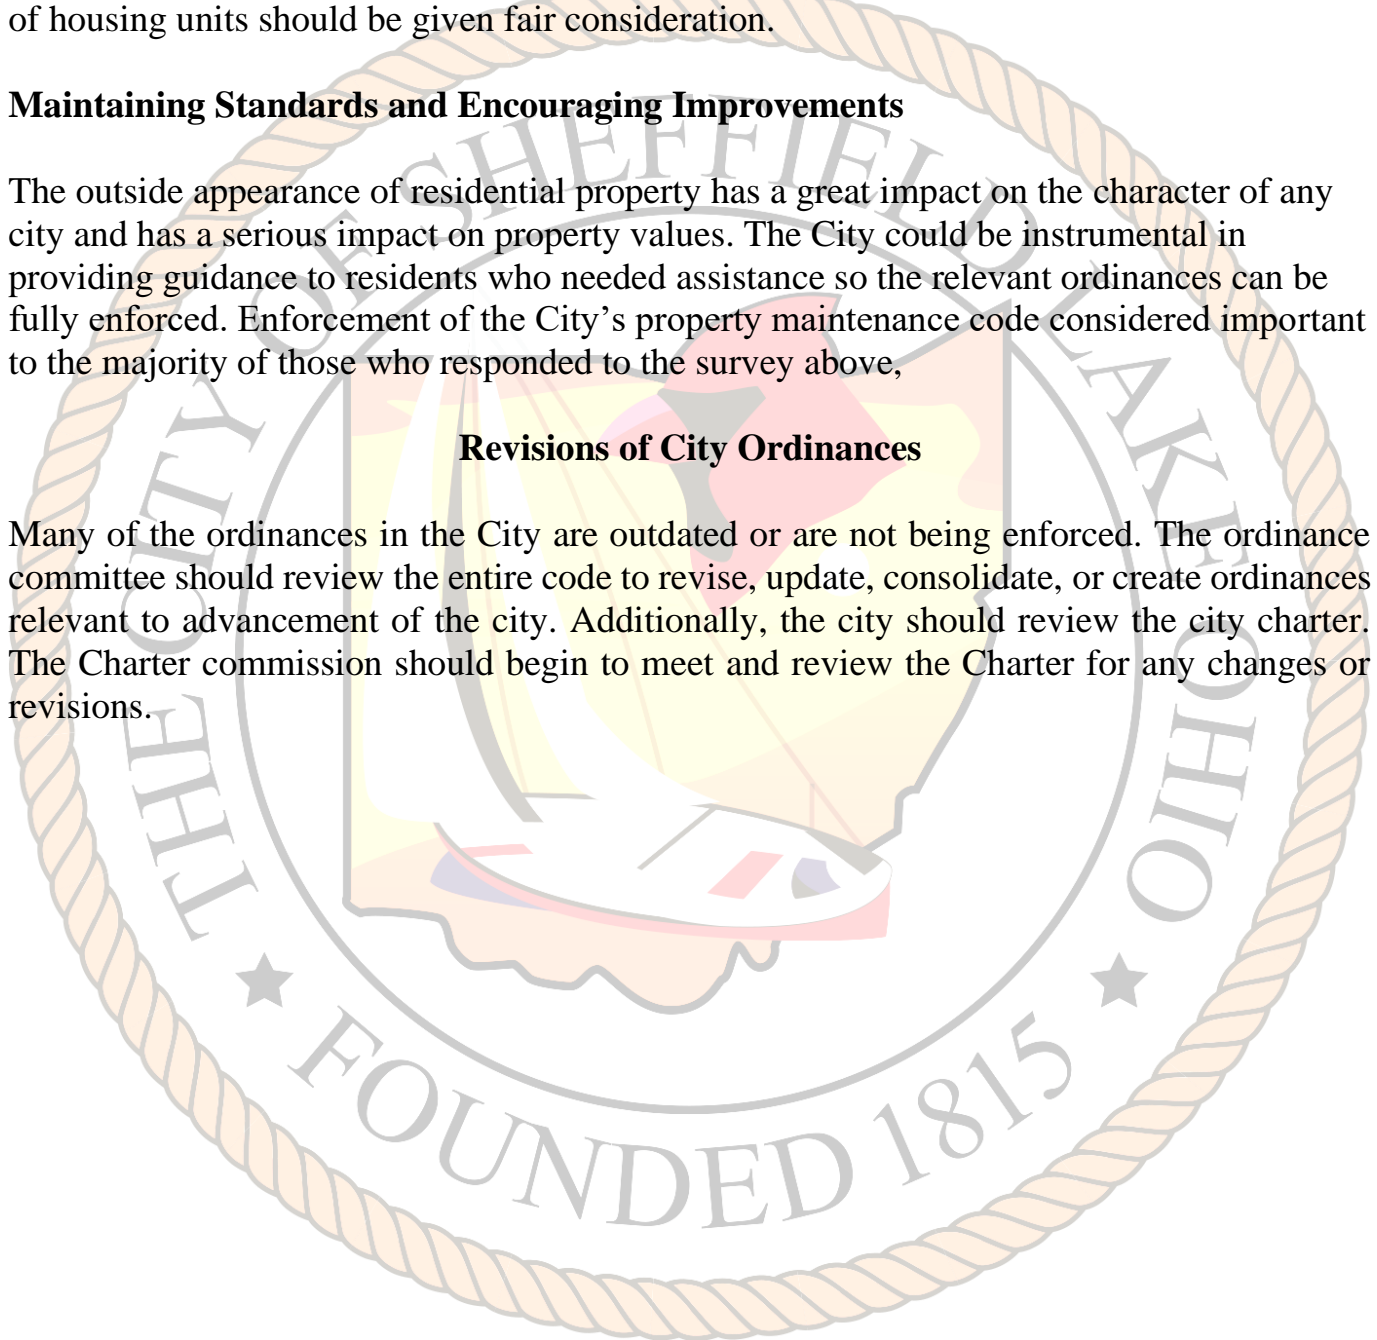 of housing units should be given fair consideration.
Maintaining Standards and Encouraging Improvements
The outside appearance of residential property has a great impact on the character of any
city and has a serious impact on property values. The City could be instrumental in
providing guidance to residents who needed assistance so the relevant ordinances can be
fully enforced. Enforcement of the City’s property maintenance code considered important
to the majority of those who responded to the survey above,
Revisions of City Ordinances
Many of the ordinances in the City are outdated or are not being enforced. The ordinance
committee should review the entire code to revise, update, consolidate, or create ordinances
relevant to advancement of the city. Additionally, the city should review the city charter.
The Charter commission should begin to meet and review the Charter for any changes or
revisions.
THE CITY OF SHEFFIELD LAKE OHIO
★ FOUNDED 1815 ★